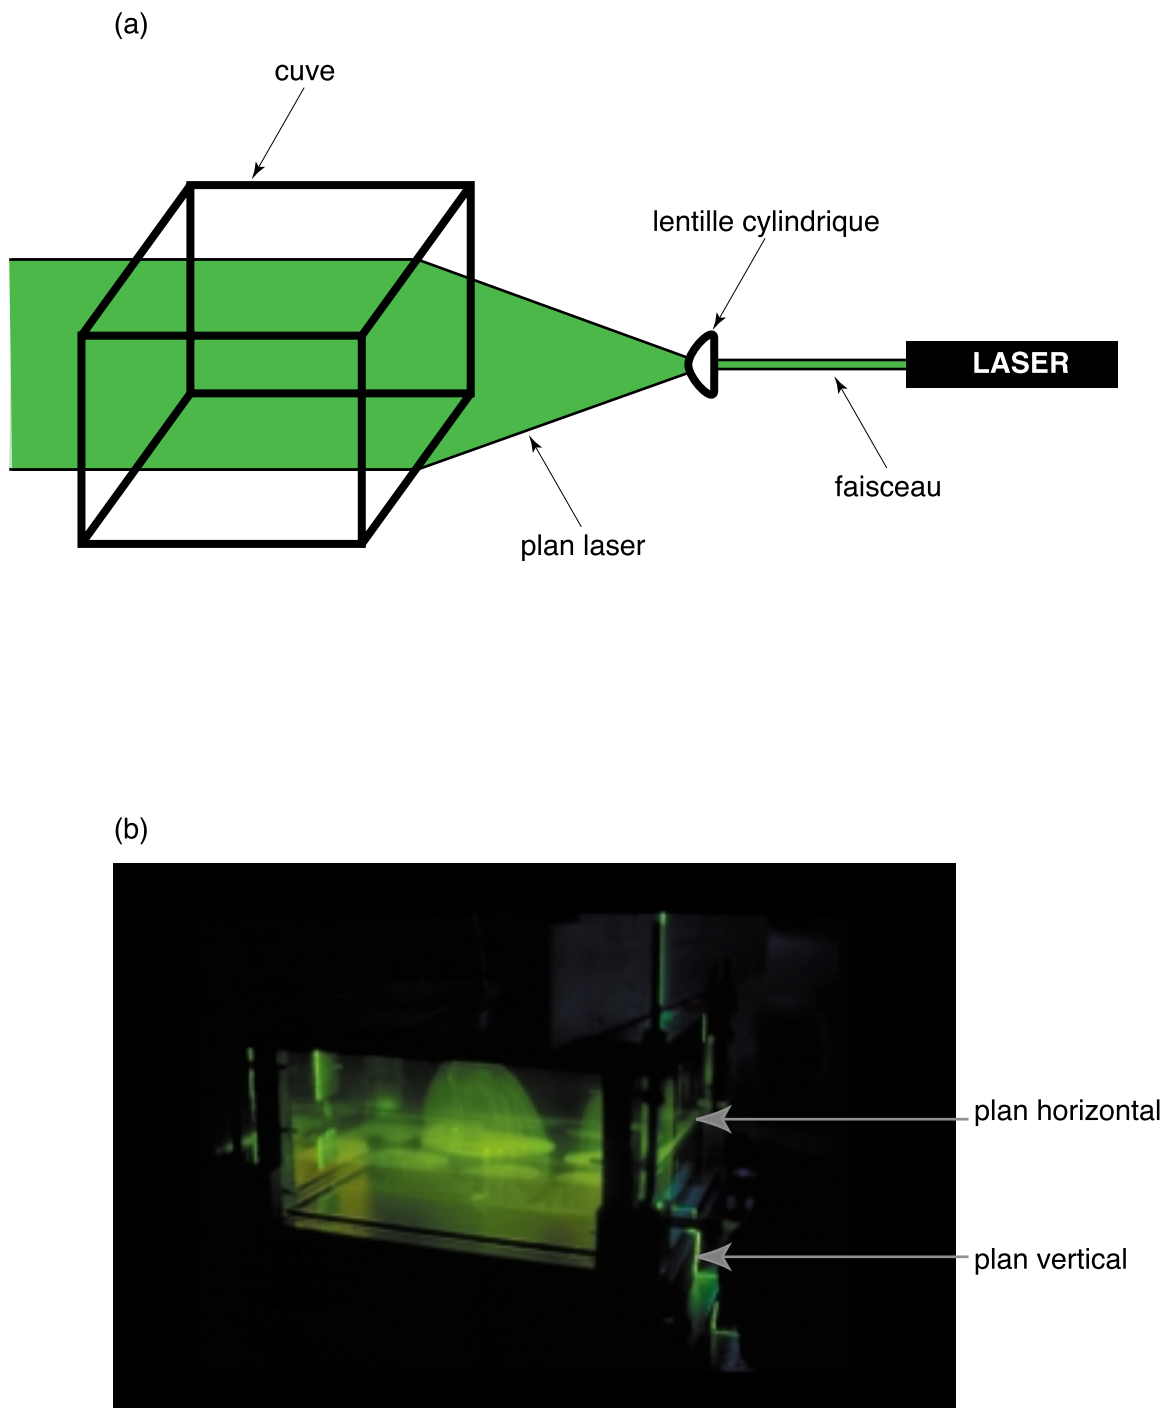 (a)
cuve
lentille cylindrique
LASER
faisceau
plan laser
(b)
plan horizontal
plan vertical